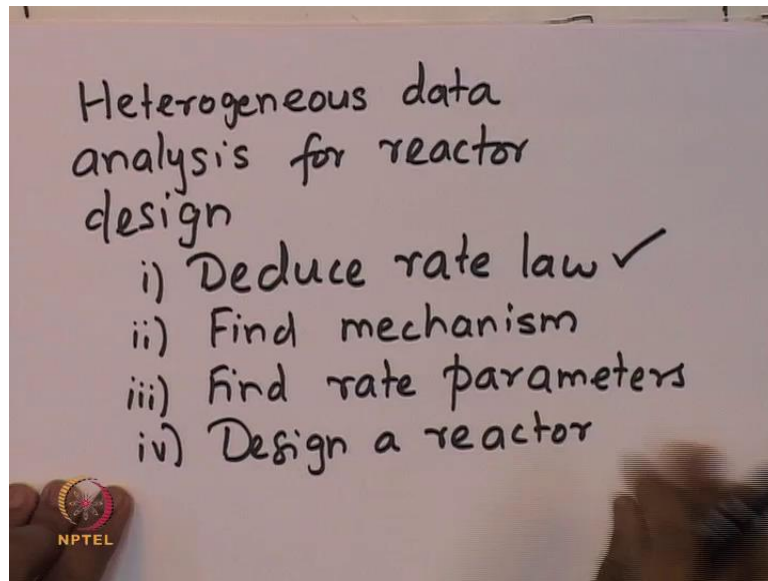 Heterogeneous data
analysis for reactor
design
i) Deduce rate law ✓
ii) Find mechanism
iii) Find rate parameters
iv) Design a reactor
NPTEL